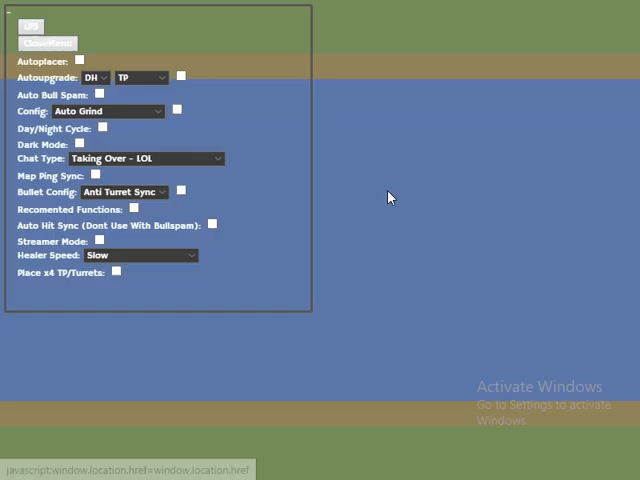 LPS
CloseMenu
Autoplacer:
Autoupgrade: DH TP
Auto Bull Spam:
Config: Auto Grind
Day/Night Cycle:
Dark Mode:
Chat Type: Taking Over - LOL
Map Ping Sync:
Bullet Config: Anti Turret Sync
Recomented Functions:
Auto Hit Sync (Dont Use With Bullspam):
Streamer Mode:
Healer Speed: Slow
Place x4 TP/Turrets:
Activate Windows
Go to Settings to activate
Windows.
javascript:window.location.href=window.location.href